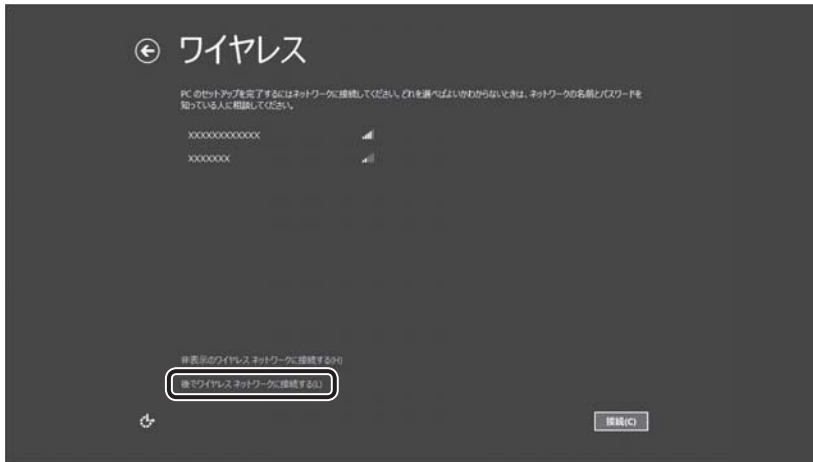 ワイヤレス
PC のセットアップを完了するにはネットワークに接続してください。どれを選べばよいかわからないときは、ネットワークの名前とパスワードを
知っている人に相談してください。
XXXXXXXXXXXX
XXXXXXX
非表示のワイヤレス ネットワークに接続する(H)
後でワイヤレス ネットワークに接続する(L)
接続(C)